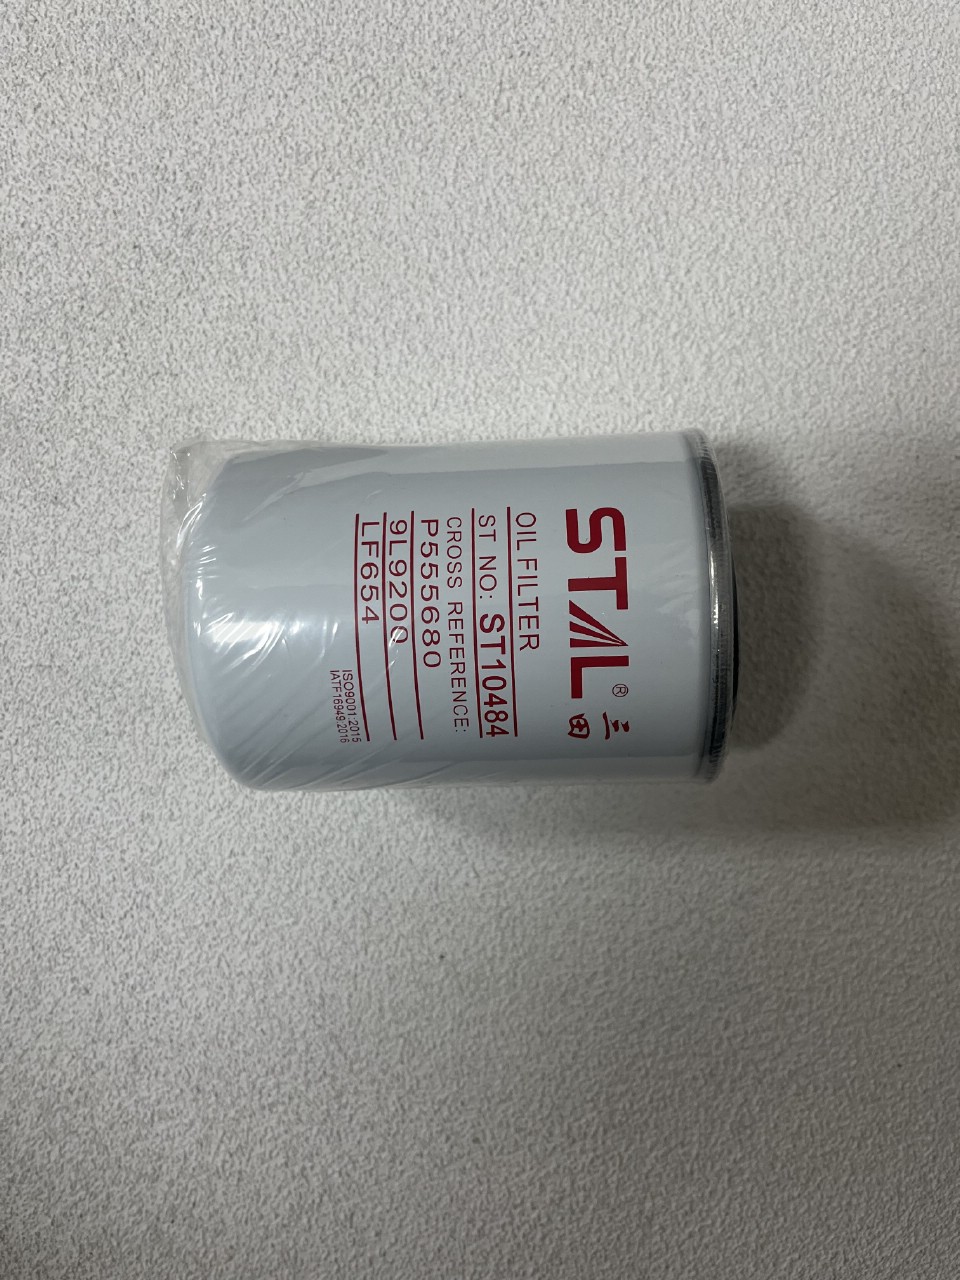 STAL® 三田
OIL FILTER
ST NO: ST10484
CROSS REFERENCE:
P555680
9L9200
LF654
ISO9001:2015
IATF16949:2016